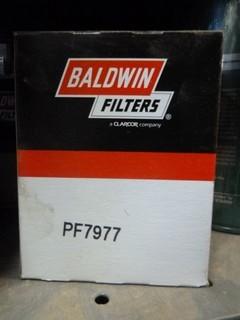 BALDWIN
FILTERS®
a CLARCOR company
PF7977